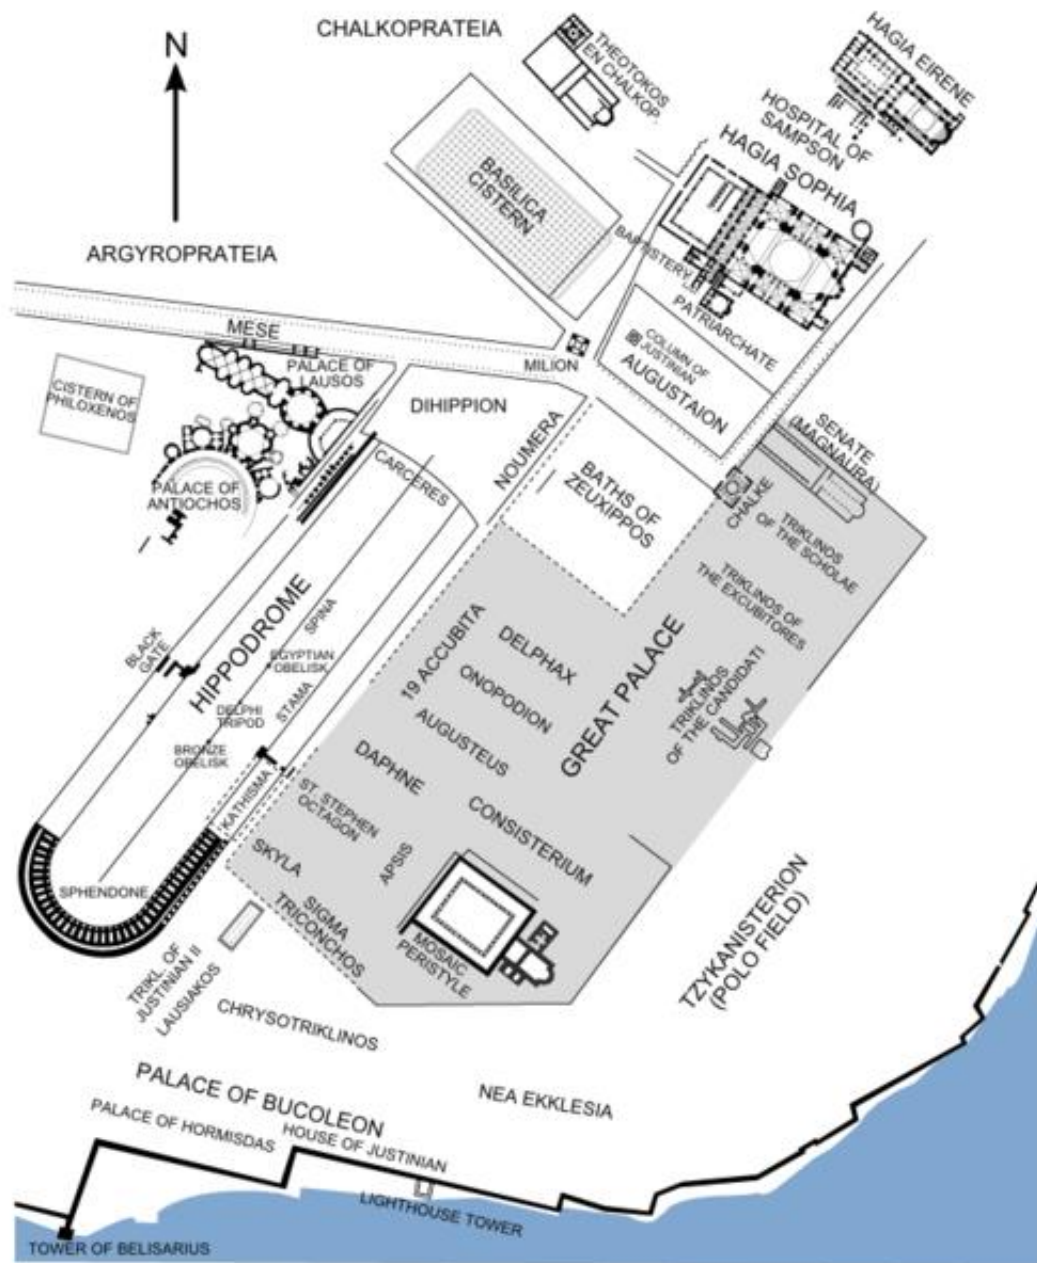 CHALKOPRATEIA
N
THEOTOKOS
EN CHALKOP.
HAGIA EIRENE
HOSPITAL OF
SAMPSON
HAGIA SOPHIA
BASILICA
CISTERN
BAPTISTERY
ARGYROPRATEIA
PATRIARCHATE
COLUMN OF
JUSTINIAN
AUGUSTAION
MESE
MILION
PALACE OF
LAUSOS
CISTERN OF
PHILOXENOS
DIHIPPION
NOUMERA
SENATE
(MAGNAURA)
CARCERES
PALACE OF
ANTIOCHOS
BATHS OF
ZEUXIPPOS
CHALKE
TRIKLINOS
OF THE SCHOLAE
TRIKLINOS OF
THE EXCUBITORES
HIPPODROME
SPINA
BLACK
GATE
EGYPTIAN
OBELISK
STAMA
DELPHI
TRIPOD
BRONZE
OBELISK
19 ACCUBITA
DELPHAX
ONOPODION
GREAT PALACE
TRIKLINOS
OF THE CANDIDATI
AUGUSTEUS
DAPHNE
KATHISMA
ST. STEPHEN
OCTAGON
CONSISTERIUM
APSIS
SKYLA
SPHENDONE
SIGMA
TRICONCHOS
MOSAIC
PERISTYLE
TZYKANISTERION
(POLO FIELD)
TRIKL. OF
JUSTINIAN II
LAUSIAKOS
CHRYSOTRIKLINOS
PALACE OF BUCOLEON
NEA EKKLESIA
PALACE OF HORMISDAS
HOUSE OF JUSTINIAN
LIGHTHOUSE TOWER
TOWER OF BELISARIUS